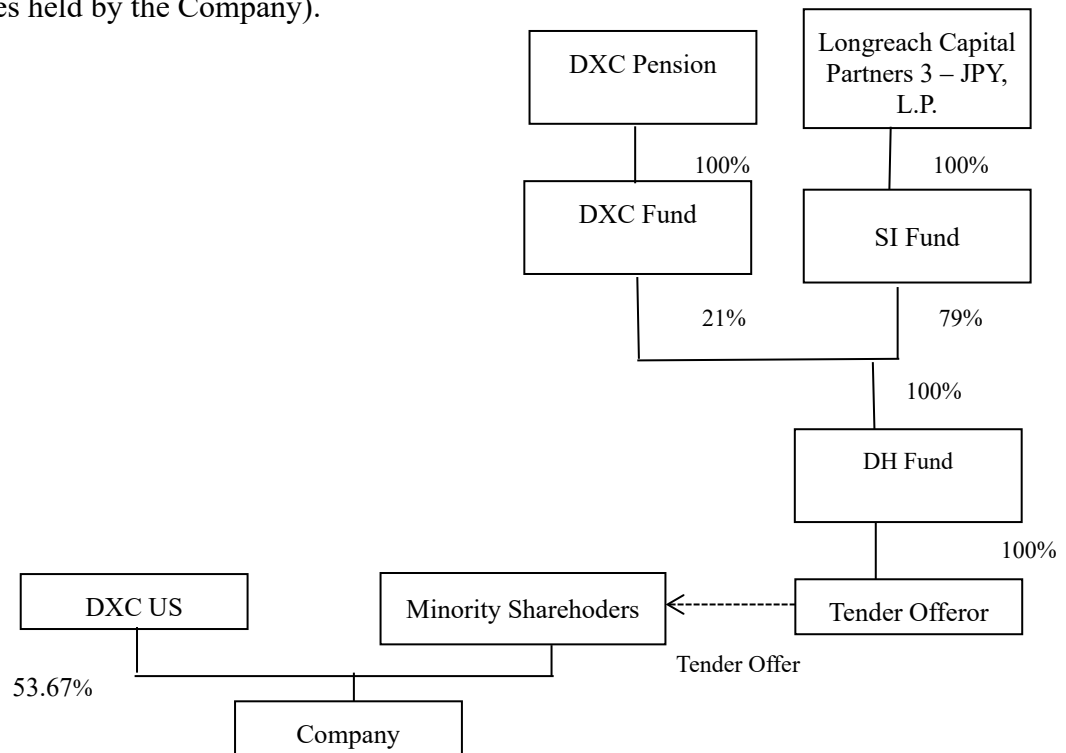 es held by the Company).
DXC Pension
Longreach Capital
Partners 3 – JPY,
L.P.
100%
100%
DXC Fund
SI Fund
21%
79%
100%
DH Fund
100%
DXC US
Minority Sharehoders
Tender Offeror
Tender Offer
53.67%
Company